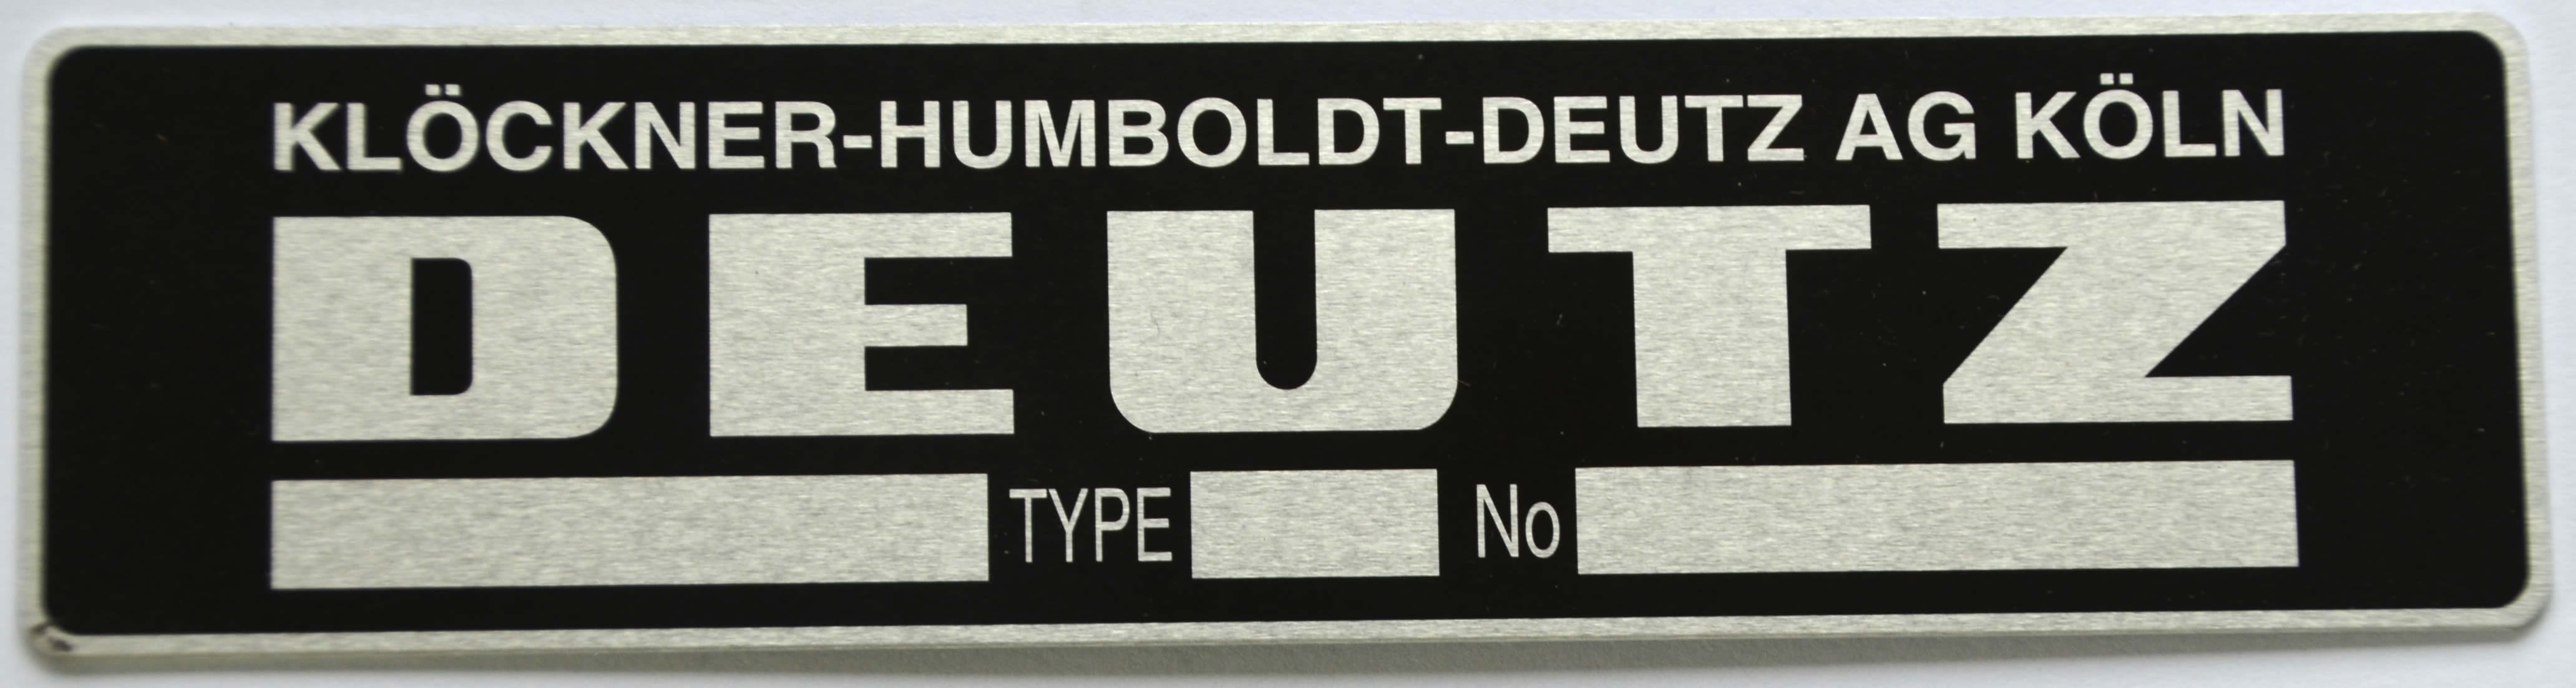 KLÖCKNER-HUMBOLDT-DEUTZ AG KÖLN
DEUTZ
TYPE No